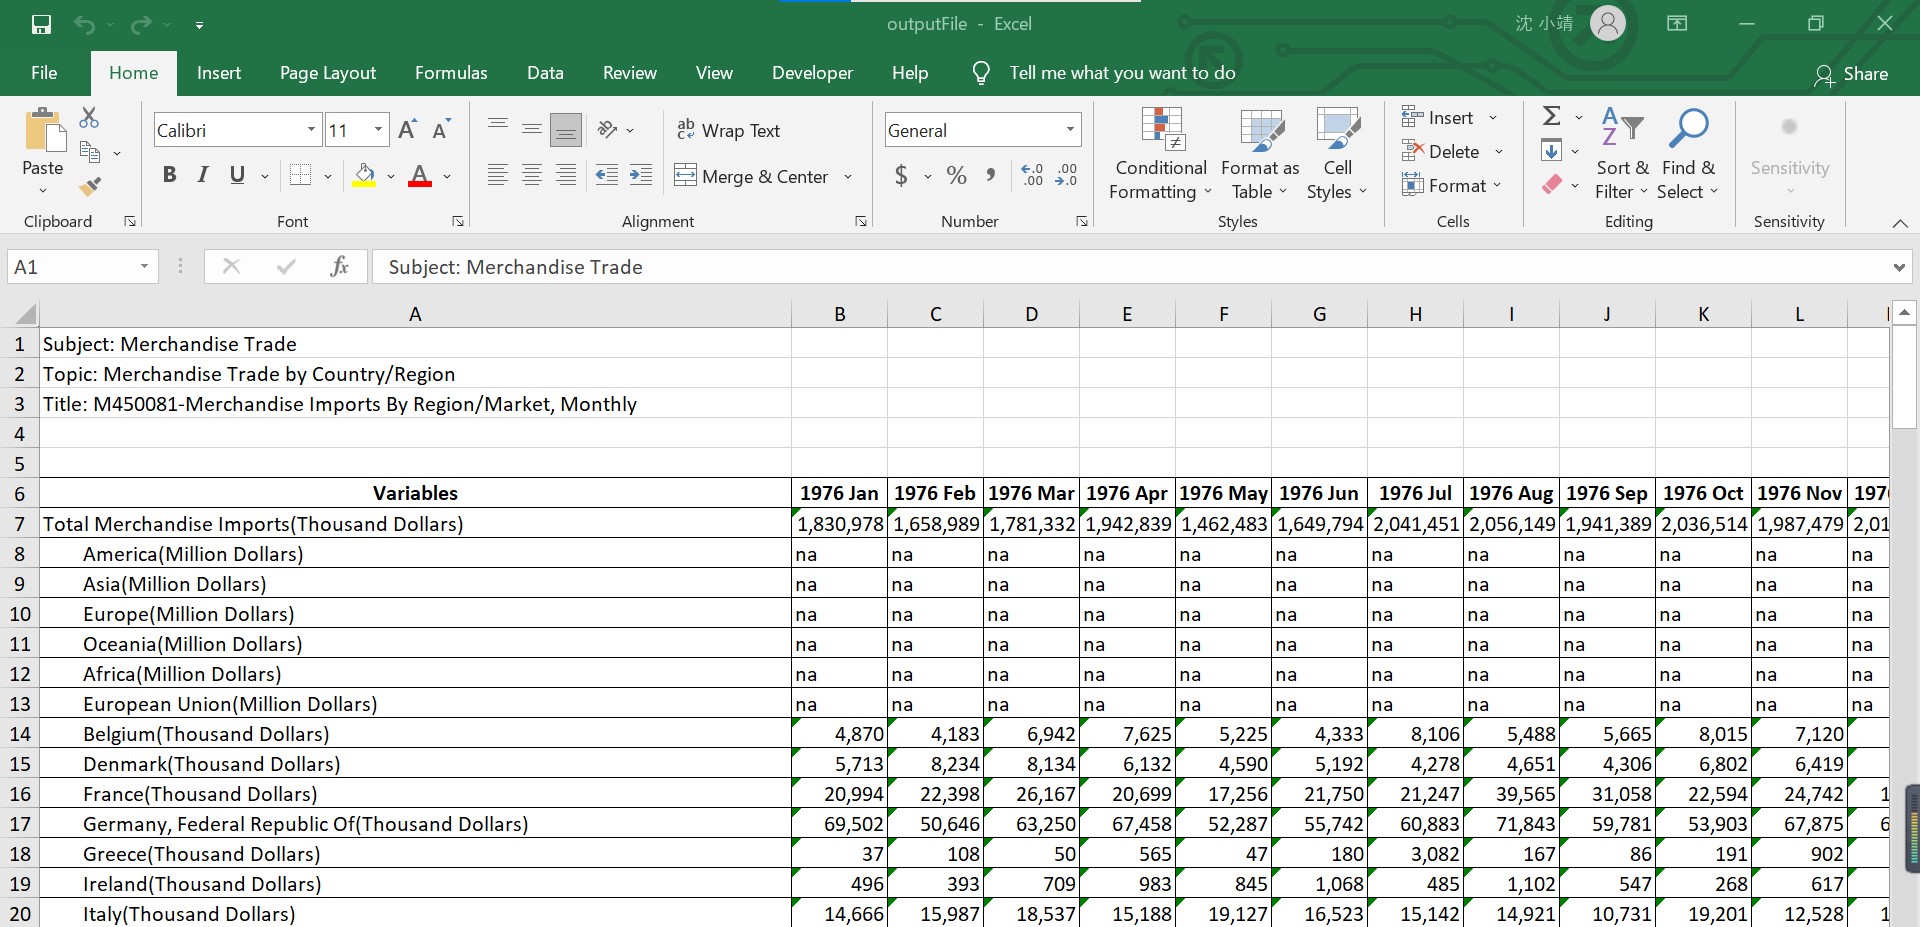 outputFile - Excel
沈 小靖
File Home Insert Page Layout Formulas Data Review View Developer Help Tell me what you want to do Share
Paste
Clipboard
Calibri 11
A A
B I U A
Font
ab Wrap Text
Merge & Center
Alignment
General
$ % , .0 .00 .00 .0
Number
Conditional Formatting
Format as Table
Cell Styles
Styles
Insert
Delete
Format
Cells
Σ
Sort & Filter
Find & Select
Editing
Sensitivity
Sensitivity
A1 fx Subject: Merchandise Trade
A B C D E F G H I J K L
1 Subject: Merchandise Trade
2 Topic: Merchandise Trade by Country/Region
3 Title: M450081-Merchandise Imports By Region/Market, Monthly
4
5
6 Variables 1976 Jan 1976 Feb 1976 Mar 1976 Apr 1976 May 1976 Jun 1976 Jul 1976 Aug 1976 Sep 1976 Oct 1976 Nov 197
7 Total Merchandise Imports(Thousand Dollars) 1,830,978 1,658,989 1,781,332 1,942,839 1,462,483 1,649,794 2,041,451 2,056,149 1,941,389 2,036,514 1,987,479 2,01
8 America(Million Dollars) na na na na na na na na na na na na
9 Asia(Million Dollars) na na na na na na na na na na na na
10 Europe(Million Dollars) na na na na na na na na na na na na
11 Oceania(Million Dollars) na na na na na na na na na na na na
12 Africa(Million Dollars) na na na na na na na na na na na na
13 European Union(Million Dollars) na na na na na na na na na na na na
14 Belgium(Thousand Dollars) 4,870 4,183 6,942 7,625 5,225 4,333 8,106 5,488 5,665 8,015 7,120
15 Denmark(Thousand Dollars) 5,713 8,234 8,134 6,132 4,590 5,192 4,278 4,651 4,306 6,802 6,419
16 France(Thousand Dollars) 20,994 22,398 26,167 20,699 17,256 21,750 21,247 39,565 31,058 22,594 24,742 1
17 Germany, Federal Republic Of(Thousand Dollars) 69,502 50,646 63,250 67,458 52,287 55,742 60,883 71,843 59,781 53,903 67,875 6
18 Greece(Thousand Dollars) 37 108 50 565 47 180 3,082 167 86 191 902
19 Ireland(Thousand Dollars) 496 393 709 983 845 1,068 485 1,102 547 268 617
20 Italy(Thousand Dollars) 14,666 15,987 18,537 15,188 19,127 16,523 15,142 14,921 10,731 19,201 12,528 1